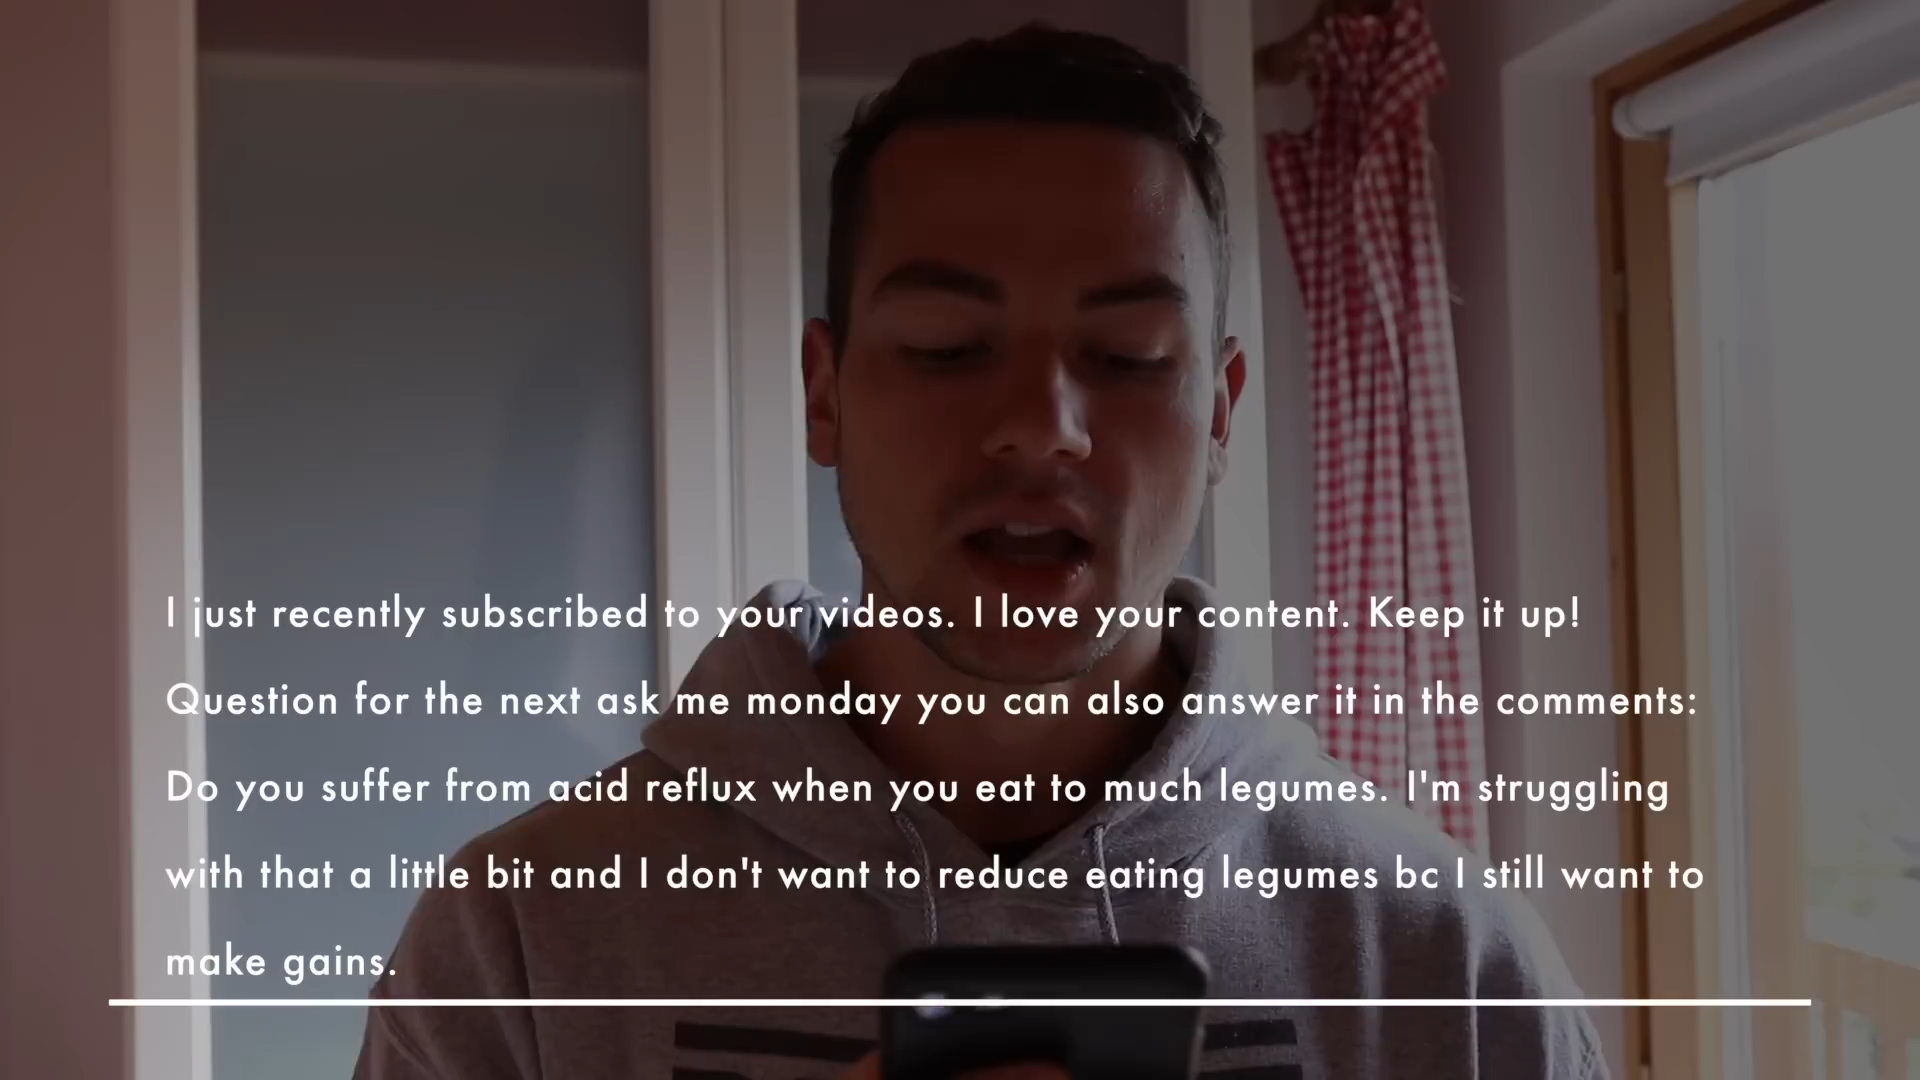 I just recently subscribed to your videos. I love your content. Keep it up!
Question for the next ask me monday you can also answer it in the comments:
Do you suffer from acid reflux when you eat to much legumes. I'm struggling
with that a little bit and I don't want to reduce eating legumes bc I still want to
make gains.